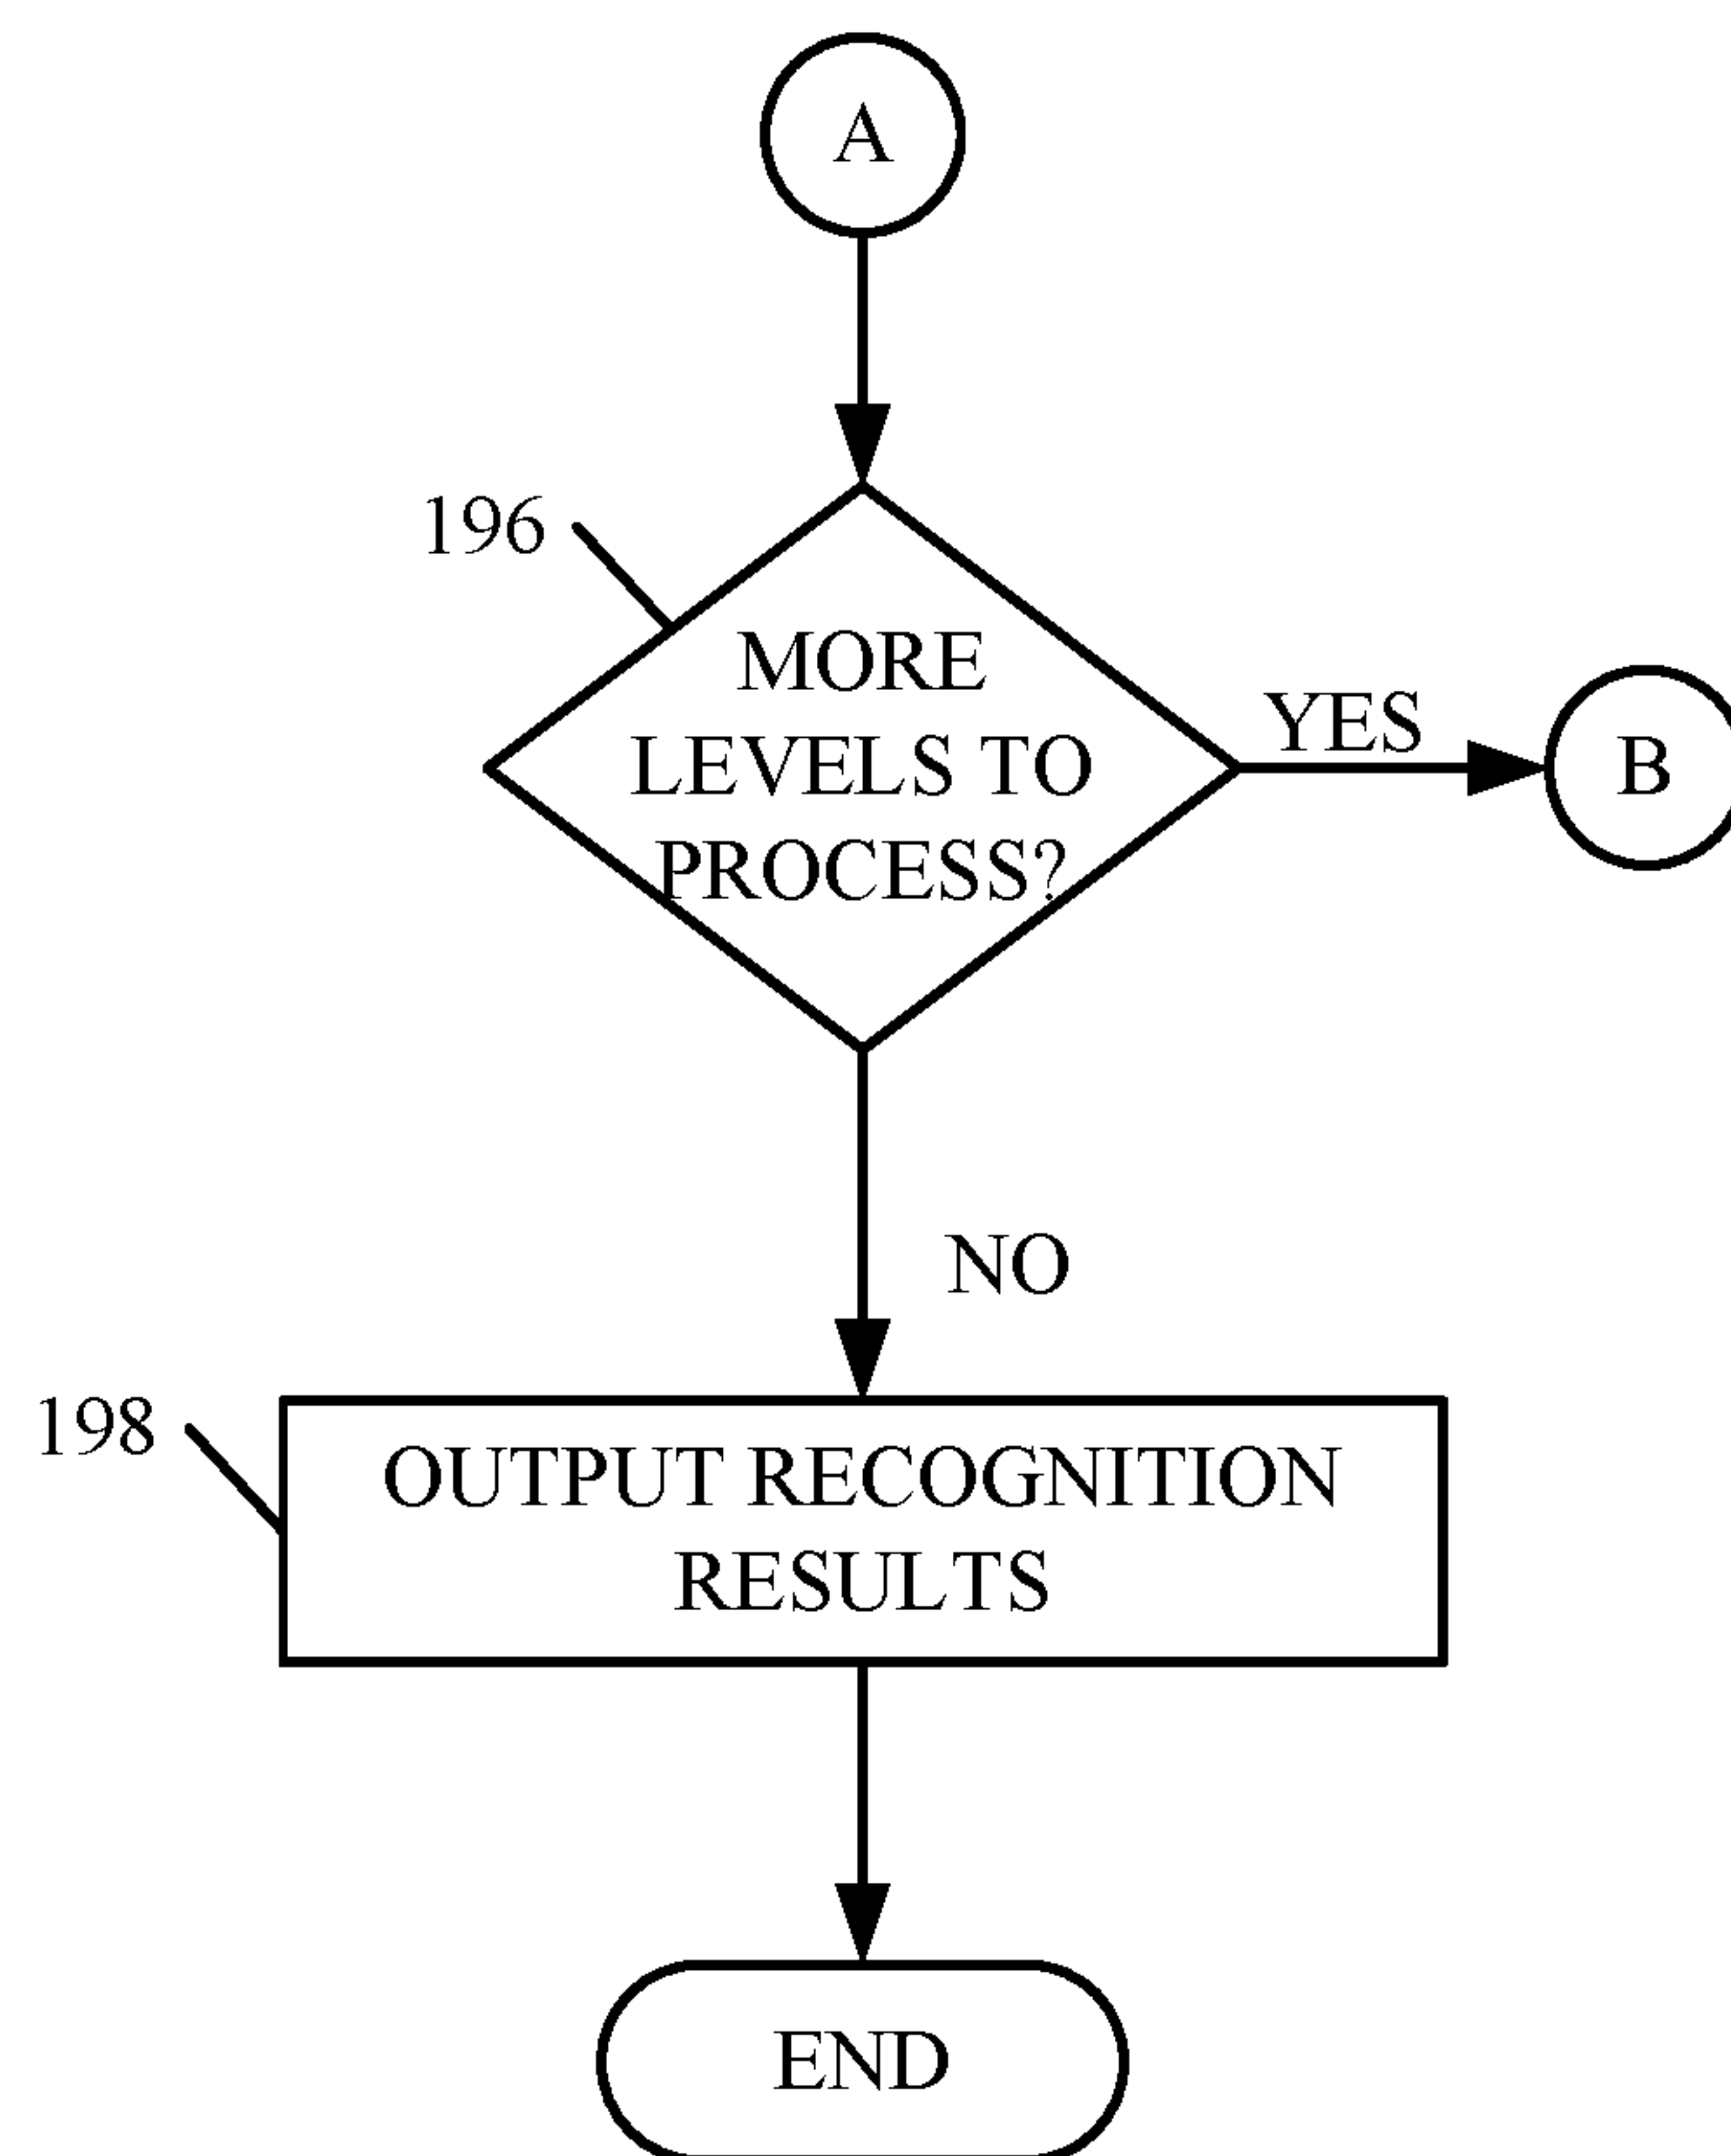 A
196
MORE
LEVELS TO
PROCESS?
YES
B
NO
198
OUTPUT RECOGNITION
RESULTS
END